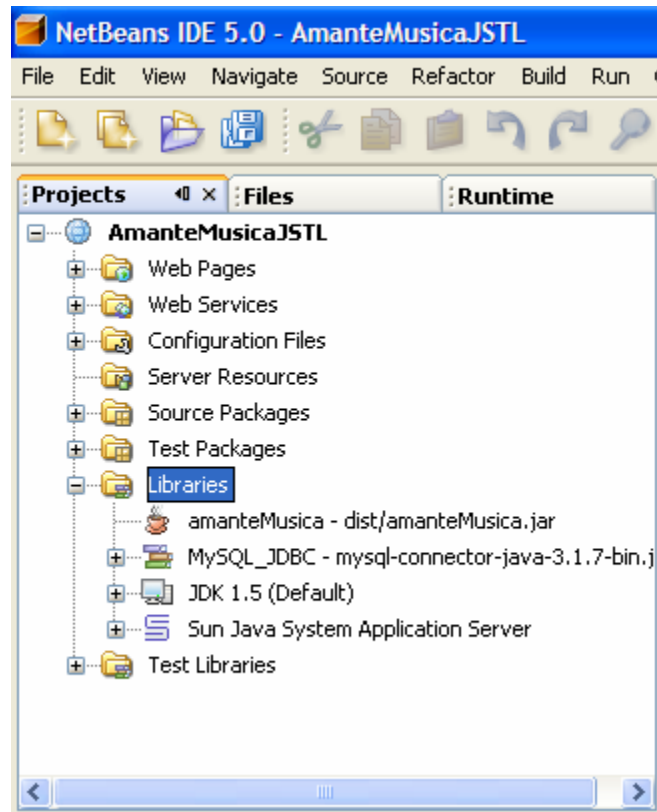 NetBeans IDE 5.0 - AmanteMusicaJSTL
File Edit View Navigate Source Refactor Build Run
Projects Files Runtime
AmanteMusicaJSTL
Web Pages
Web Services
Configuration Files
Server Resources
Source Packages
Test Packages
Libraries
amanteMusica - dist/amanteMusica.jar
MySQL_JDBC - mysql-connector-java-3.1.7-bin.j
JDK 1.5 (Default)
Sun Java System Application Server
Test Libraries